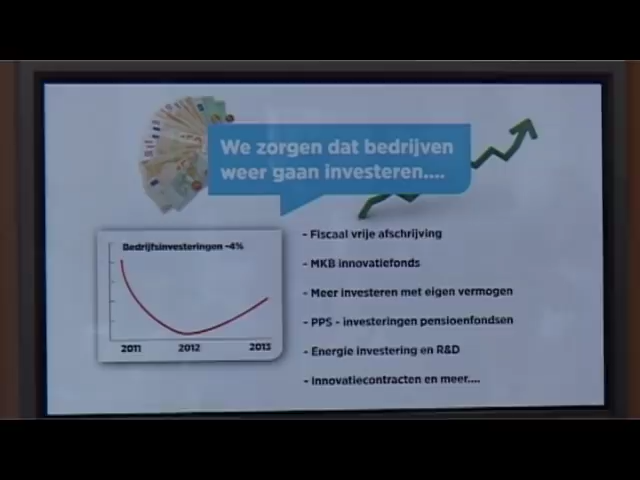 We zorgen dat bedrijven
weer gaan investeren....
Bedrijfsinvesteringen -4%
2011 2012 2013
- Fiscaal vrije afschrijving
- MKB innovatiefonds
- Meer investeren met eigen vermogen
- PPS - investeringen pensioenfondsen
- Energie investering en R&D
- Innovatiecontracten en meer....